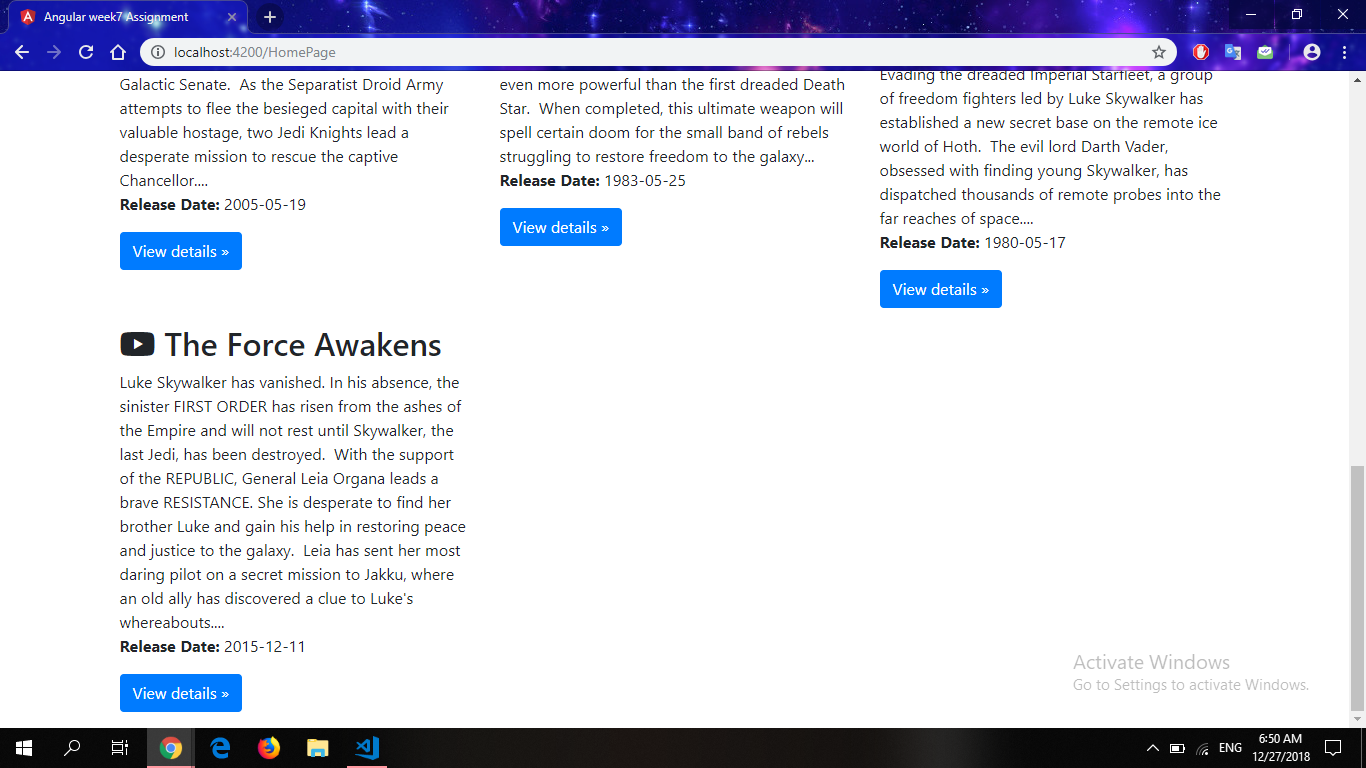 Angular week7 Assignment
localhost:4200/HomePage
Galactic Senate.  As the Separatist Droid Army
attempts to flee the besieged capital with their
valuable hostage, two Jedi Knights lead a
desperate mission to rescue the captive
Chancellor....
Release Date: 2005-05-19
View details »
even more powerful than the first dreaded Death
Star.  When completed, this ultimate weapon will
spell certain doom for the small band of rebels
struggling to restore freedom to the galaxy...
Release Date: 1983-05-25
View details »
Evading the dreaded Imperial Starfleet, a group
of freedom fighters led by Luke Skywalker has
established a new secret base on the remote ice
world of Hoth.  The evil lord Darth Vader,
obsessed with finding young Skywalker, has
dispatched thousands of remote probes into the
far reaches of space....
Release Date: 1980-05-17
View details »
The Force Awakens
Luke Skywalker has vanished. In his absence, the
sinister FIRST ORDER has risen from the ashes of
the Empire and will not rest until Skywalker, the
last Jedi, has been destroyed.  With the support
of the REPUBLIC, General Leia Organa leads a
brave RESISTANCE. She is desperate to find her
brother Luke and gain his help in restoring peace
and justice to the galaxy.  Leia has sent her most
daring pilot on a secret mission to Jakku, where
an old ally has discovered a clue to Luke's
whereabouts....
Release Date: 2015-12-11
View details »
Activate Windows
Go to Settings to activate Windows.
ENG
6:50 AM
12/27/2018